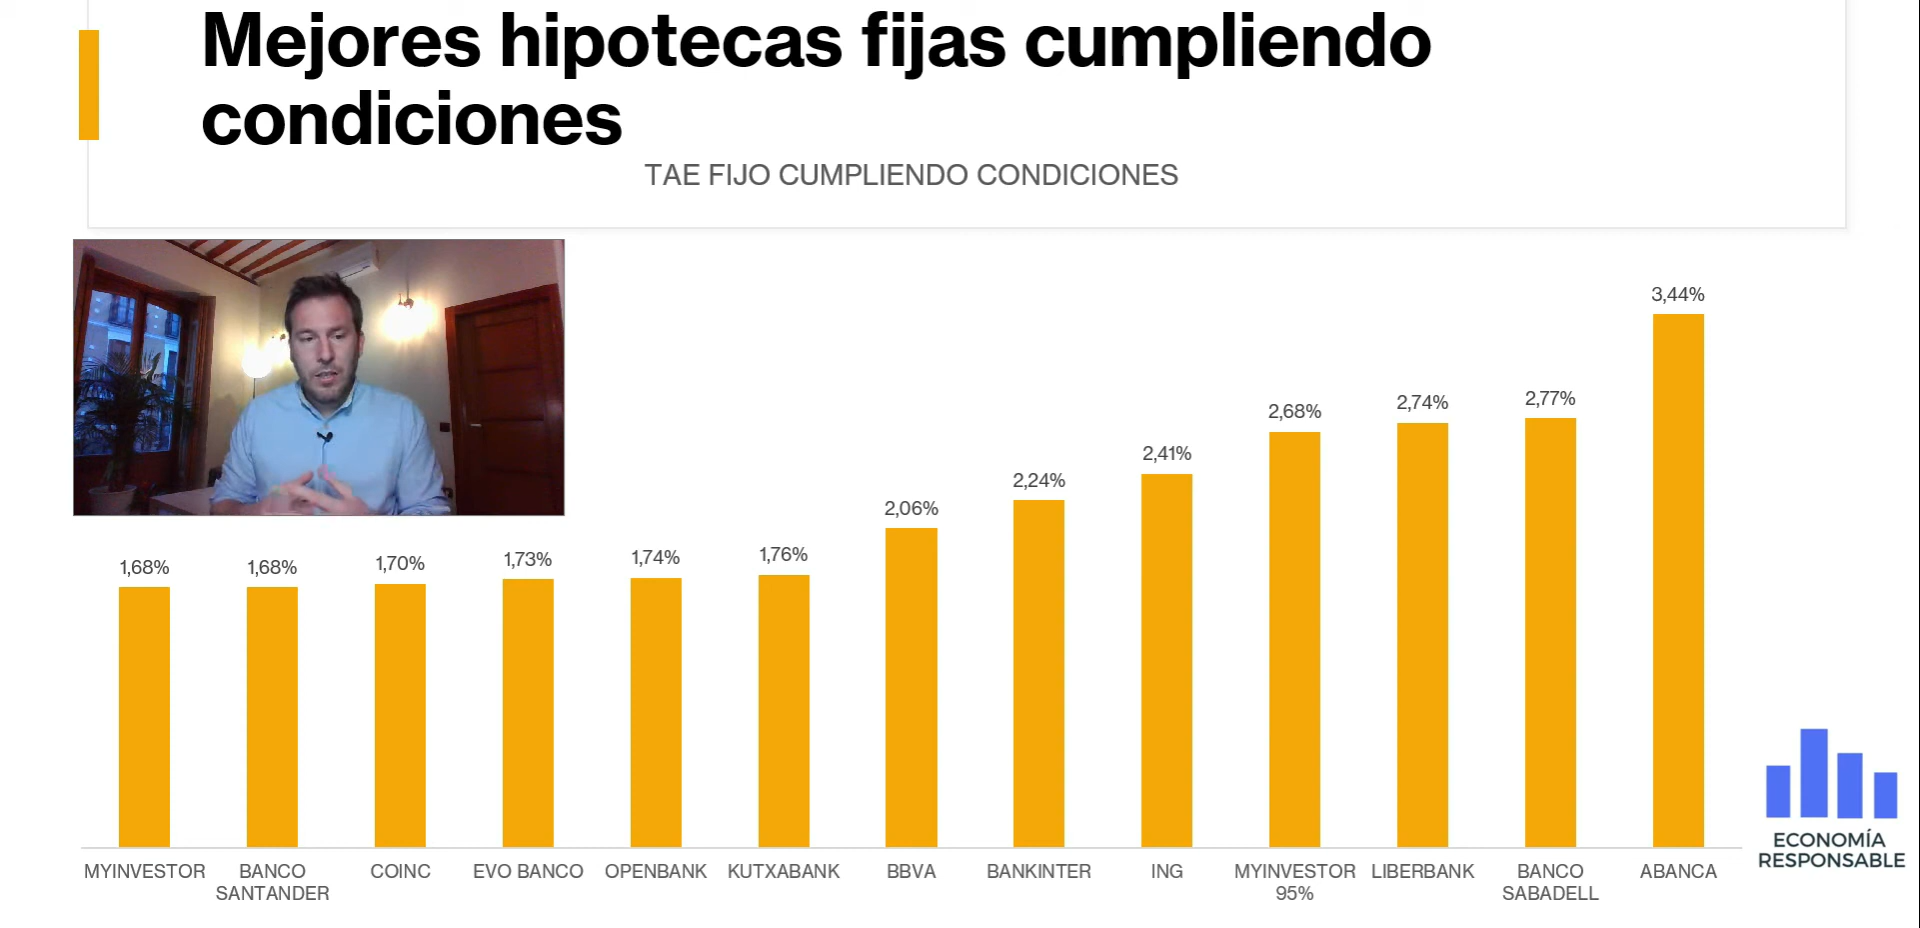 Mejores hipotecas fijas cumpliendo
condiciones
TAE FIJO CUMPLIENDO CONDICIONES
1,68%
1,68%
1,70%
1,73%
1,74%
1,76%
2,06%
2,24%
2,41%
2,68%
2,74%
2,77%
3,44%
MYINVESTOR
BANCO
SANTANDER
COINC
EVO BANCO
OPENBANK
KUTXABANK
BBVA
BANKINTER
ING
MYINVESTOR
95%
LIBERBANK
BANCO
SABADELL
ABANCA
ECONOMÍA
RESPONSABLE